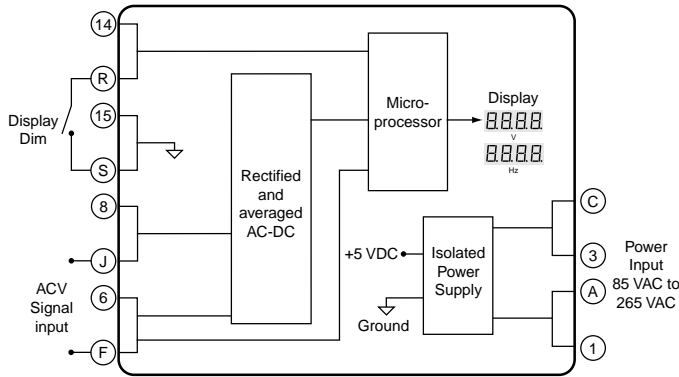 14
R
Display
Dim
15
S
8
J
ACV
Signal
input
6
F
Rectified
and
averaged
AC-DC
Micro-
processor
Display
8.8.8.8.
V
8.8.8.8.
Hz
+5 VDC
Ground
Isolated
Power
Supply
C
3
Power
Input
85 VAC to
265 VAC
A
1